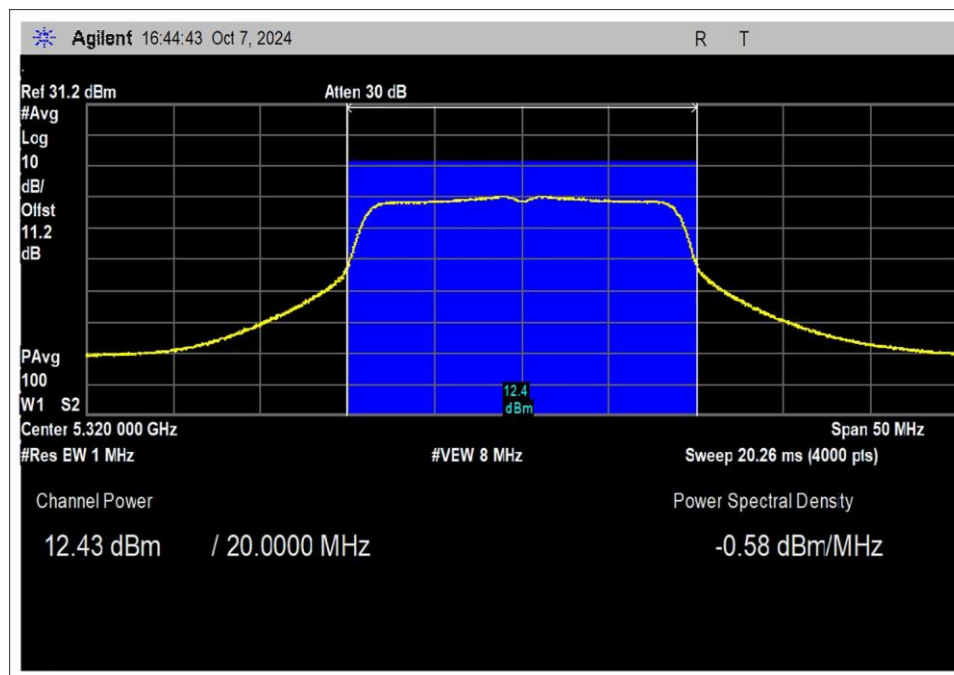 Agilent 16:44:43 Oct 7, 2024 R T
Ref 31.2 dBm Atten 30 dB
#Avg
Log
10
dB/
Offst
11.2
dB
PAvg
100
W1 S2
12.4
dBm
Center 5.320 000 GHz Span 50 MHz
#Res BW 1 MHz #VBW 8 MHz Sweep 20.26 ms (4000 pts)
Channel Power Power Spectral Density
12.43 dBm / 20.0000 MHz -0.58 dBm/MHz